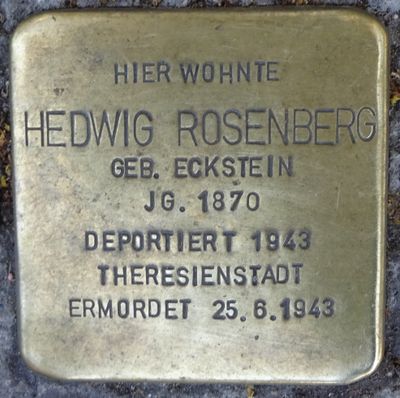 HIER WOHNTE
HEDWIG ROSENBERG
GEB. ECKSTEIN
JG. 1870
DEPORTIERT 1943
THERESIENSTADT
ERMORDET 25.6.1943